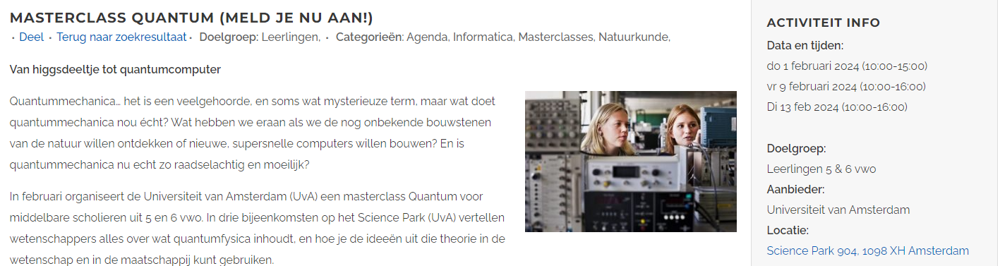 MASTERCLASS QUANTUM (MELD JE NU AAN!)
• Deel • Terug naar zoekresultaat • Doelgroep: Leerlingen, • Categorieën: Agenda, Informatica, Masterclasses, Natuurkunde,
Van higgsdeeltje tot quantumcomputer
Quantummechanica… het is een veelgehoorde, en soms wat mysterieuze term, maar wat doet
quantummechanica nou écht? Wat hebben we eraan als we de nog onbekende bouwstenen
van de natuur willen ontdekken of nieuwe, supersnelle computers willen bouwen? En is
quantummechanica nu echt zo raadselachtig en moeilijk?
In februari organiseert de Universiteit van Amsterdam (UvA) een masterclass Quantum voor
middelbare scholieren uit 5 en 6 vwo. In drie bijeenkomsten op het Science Park (UvA) vertellen
wetenschappers alles over wat quantumfysica inhoudt, en hoe je de ideeën uit die theorie in de
wetenschap en in de maatschappij kunt gebruiken.
ACTIVITEIT INFO
Data en tijden:
do 1 februari 2024 (10:00-15:00)
vr 9 februari 2024 (10:00-16:00)
Di 13 feb 2024 (10:00-16:00)
Doelgroep:
Leerlingen 5 & 6 vwo
Aanbieder:
Universiteit van Amsterdam
Locatie:
Science Park 904, 1098 XH Amsterdam